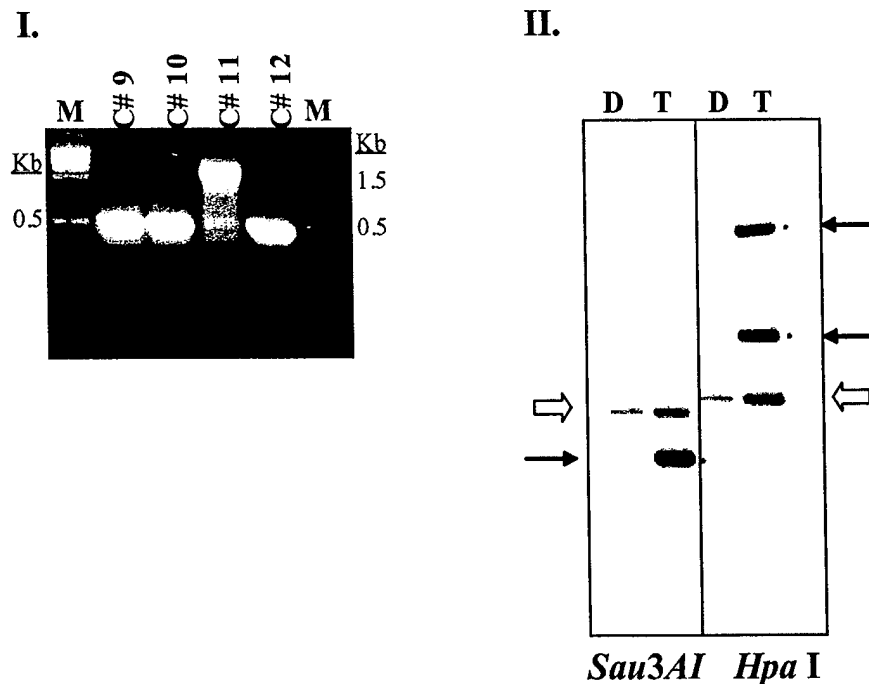 I.
M C# 9 C# 10 C# 11 C# 12 M
Kb
0.5
Kb
1.5
0.5
II.
D T D T
Sau3AI Hpa I